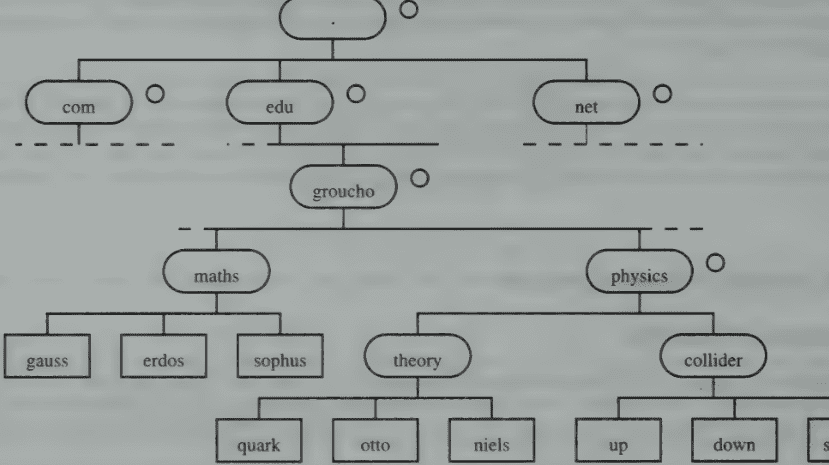 .
com edu net
groucho
maths physics
gauss erdos sophus theory collider
quark otto niels up down s